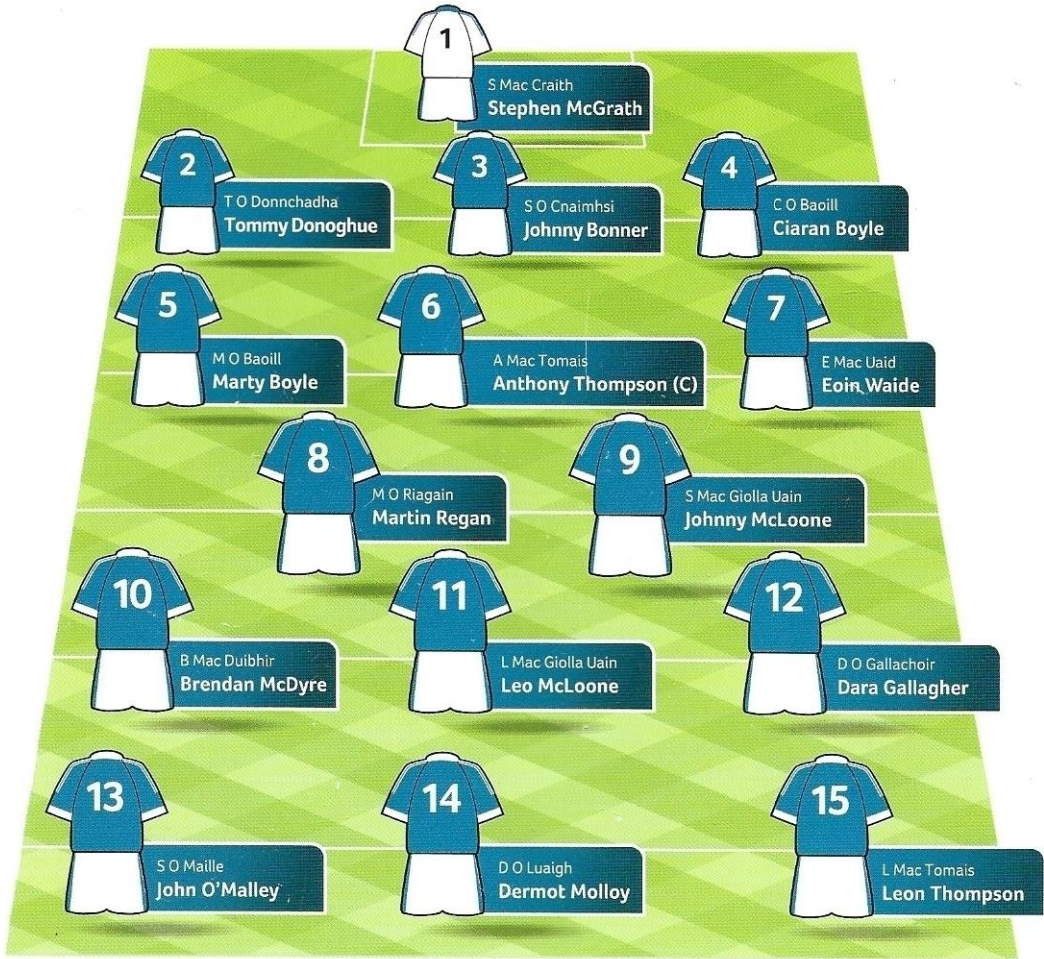 1
S Mac Craith
Stephen McGrath
2
T O Donnchadha
Tommy Donoghue
3
S O Cnaimhsi
Johnny Bonner
4
C O Baoill
Ciaran Boyle
5
M O Baoill
Marty Boyle
6
A Mac Tomais
Anthony Thompson (C)
7
E Mac Uaid
Eoin Waide
8
M O Riagain
Martin Regan
9
S Mac Giolla Uain
Johnny McLoone
10
B Mac Duibhir
Brendan McDyre
11
L Mac Giolla Uain
Leo McLoone
12
D O Gallachoir
Dara Gallagher
13
S O Maille
John O'Malley
14
D O Luaigh
Dermot Molloy
15
L Mac Tomais
Leon Thompson